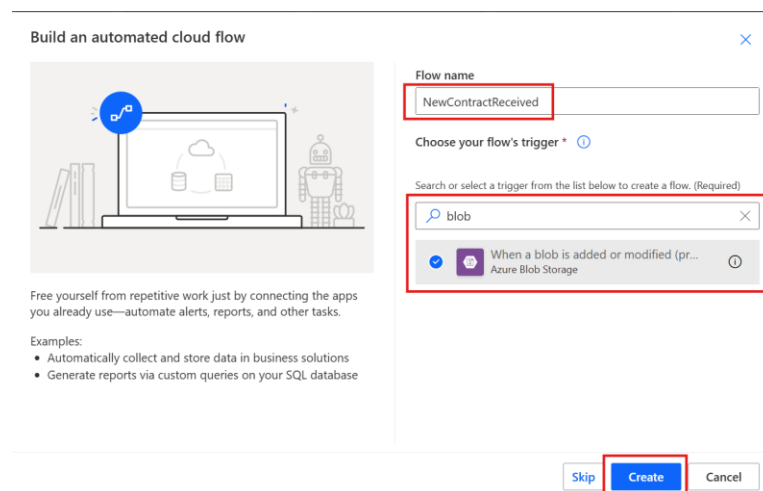 Build an automated cloud flow
Free yourself from repetitive work just by connecting the apps
you already use—automate alerts, reports, and other tasks.
Examples:
• Automatically collect and store data in business solutions
• Generate reports via custom queries on your SQL database
Flow name
NewContractReceived
Choose your flow's trigger *
Search or select a trigger from the list below to create a flow. (Required)
blob
When a blob is added or modified (pr...
Azure Blob Storage
Skip
Create
Cancel